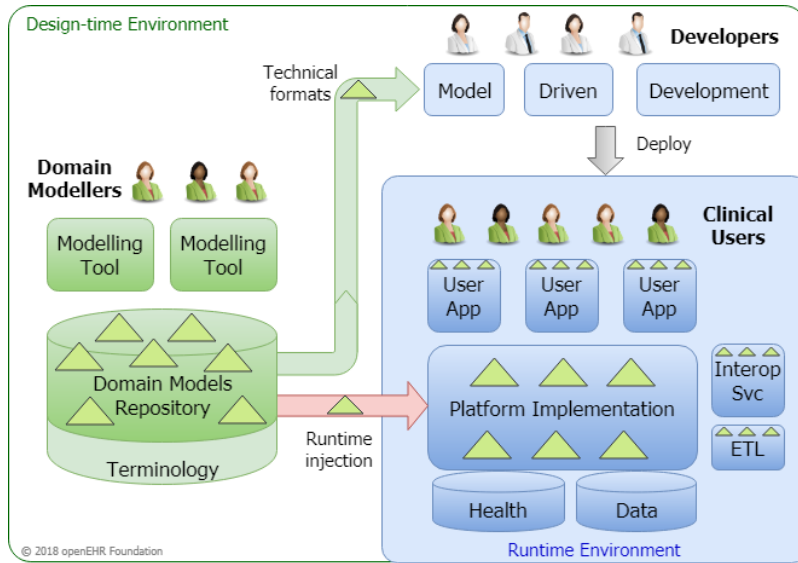 Design-time Environment
Developers
Technical
formats
Model
Driven
Development
Deploy
Domain
Modellers
Modelling
Tool
Modelling
Tool
Clinical
Users
User
App
User
App
User
App
Domain Models
Repository
Terminology
Runtime
injection
Platform Implementation
Interop
Svc
ETL
Health
Data
© 2018 openEHR Foundation
Runtime Environment